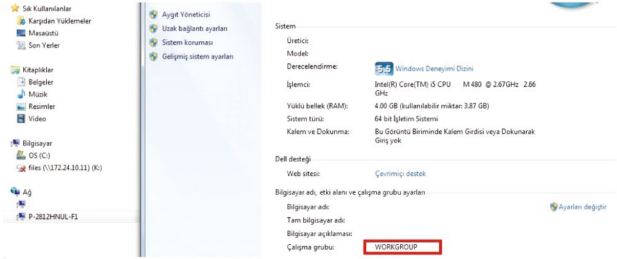 Sık Kullanılanlar
Karşıdan Yüklemeler
Masaüstü
Son Yerler
Kitaplıklar
Belgeler
Müzik
Resimler
Video
Bilgisayar
OS (C:)
files (\\172.24.10.11) (K:)
Ağ
P-2812HNUL-F1
Aygıt Yöneticisi
Uzak bağlantı ayarları
Sistem koruması
Gelişmiş sistem ayarları
Sistem
Üretici:
Model:
Derecelendirme: 5,6 Windows Deneyimi Dizini
İşlemci: Intel(R) Core(TM) i5 CPU M 480 @ 2.67GHz 2.66
GHz
Yüklü bellek (RAM): 4.00 GB (kullanılabilir miktar: 3.87 GB)
Sistem türü: 64 bit İşletim Sistemi
Kalem ve Dokunma: Bu Görüntü Biriminde Kalem Girdisi veya Dokunarak
Giriş yok
Dell desteği
Web sitesi: Çevrimiçi destek
Bilgisayar adı, etki alanı ve çalışma grubu ayarları
Bilgisayar adı: Ayarları değiştir
Tam bilgisayar adı:
Bilgisayar açıklaması:
Çalışma grubu: WORKGROUP